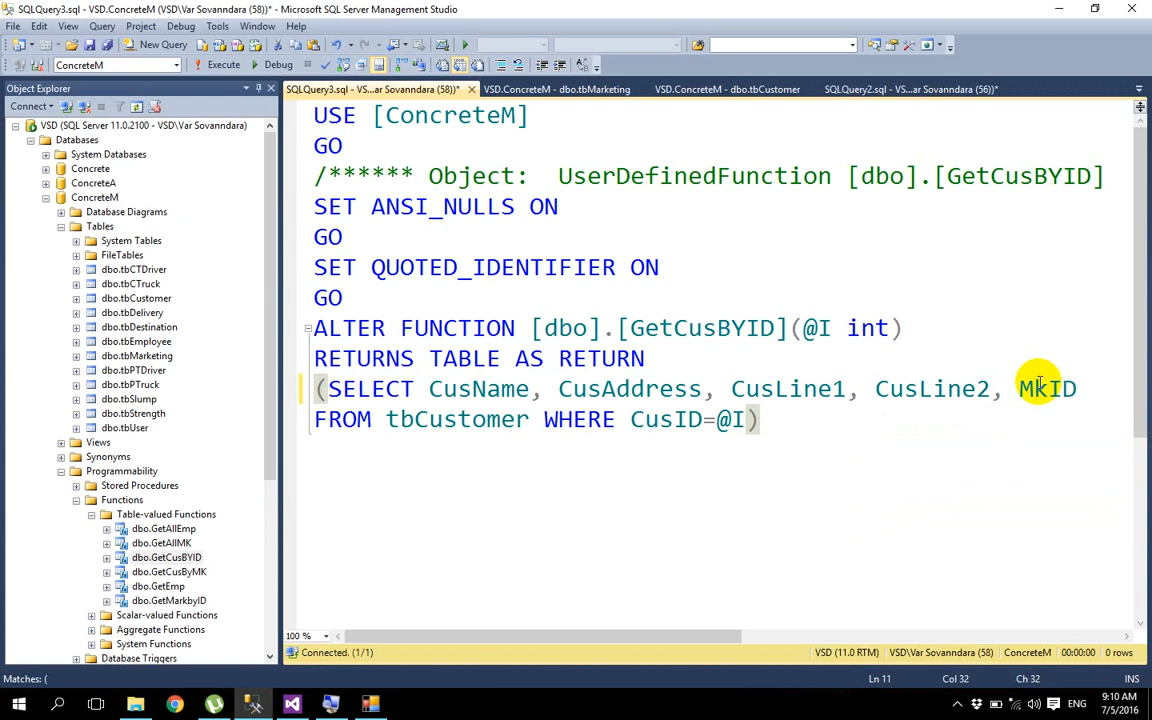 SQLQuery3.sql - VSD.ConcreteM (VSD\Var Sovanndara (58))* - Microsoft SQL Server Management Studio
File Edit View Query Project Debug Tools Window Help
New Query
ConcreteM Execute Debug
Object Explorer
Connect
VSD (SQL Server 11.0.2100 - VSD\Var Sovanndara)
Databases
System Databases
Concrete
ConcreteA
ConcreteM
Database Diagrams
Tables
System Tables
FileTables
dbo.tbCTDriver
dbo.tbCTruck
dbo.tbCustomer
dbo.tbDelivery
dbo.tbDestination
dbo.tbEmployee
dbo.tbMarketing
dbo.tbPTDriver
dbo.tbPTruck
dbo.tbSlump
dbo.tbStrength
dbo.tbUser
Views
Synonyms
Programmability
Stored Procedures
Functions
Table-valued Functions
dbo.GetAllEmp
dbo.GetAllMK
dbo.GetCusBYID
dbo.GetCusByMK
dbo.GetEmp
dbo.GetMarkbyID
Scalar-valued Functions
Aggregate Functions
System Functions
Database Triggers
SQLQuery3.sql - VS...ar Sovanndara (58))* VSD.ConcreteM - dbo.tbMarketing VSD.ConcreteM - dbo.tbCustomer SQLQuery2.sql - VS...ar Sovanndara (56))*
USE [ConcreteM]
GO
/****** Object:  UserDefinedFunction [dbo].[GetCusBYID]
SET ANSI_NULLS ON
GO
SET QUOTED_IDENTIFIER ON
GO
ALTER FUNCTION [dbo].[GetCusBYID](@I int)
RETURNS TABLE AS RETURN
(SELECT CusName, CusAddress, CusLine1, CusLine2, MkID
FROM tbCustomer WHERE CusID=@I)
100 %
Connected. (1/1) VSD (11.0 RTM) VSD\Var Sovanndara (58) ConcreteM 00:00:00 0 rows
Matches: ( Ln 11 Col 32 Ch 32 INS
ENG 9:10 AM
7/5/2016